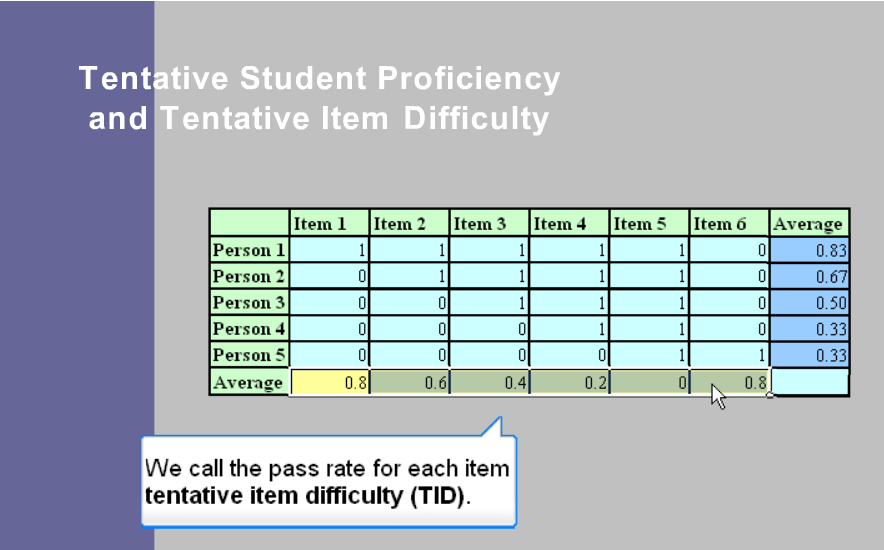 Tentative Student Proficiency
and Tentative Item Difficulty
Item 1 Item 2 Item 3 Item 4 Item 5 Item 6 Average
Person 1 1 1 1 1 1 0 0.83
Person 2 0 1 1 1 1 0 0.67
Person 3 0 0 1 1 1 0 0.50
Person 4 0 0 0 1 1 0 0.33
Person 5 0 0 0 0 1 1 0.33
Average 0.8 0.6 0.4 0.2 0 0.8
We call the pass rate for each item
tentative item difficulty (TID).